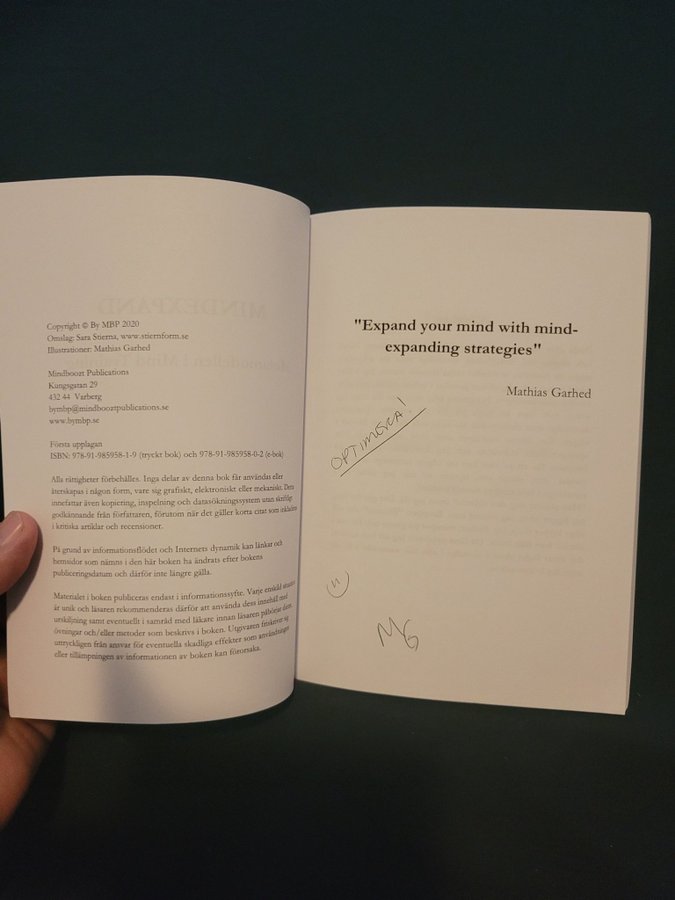 Copyright © By MBP 2020
Omslag: Sara Stierna, www.stiernform.se
Illustrationer: Mathias Garhed
Mindboozt Publications
Kungsgatan 29
432 44 Varberg
bymbp@mindbooztpublications.se
www.bymbp.se
Första upplagan
ISBN: 978-91-985958-1-9 (tryckt bok) och 978-91-985958-0-2 (e-bok)
Alla rättigheter förbehålles. Inga delar av denna bok får användas eller
återskapas i någon form, vare sig grafiskt, elektroniskt eller mekaniskt. Detta
innefattar även kopiering, inspelning och datasökningssystem utan skriftligt
godkännande från författaren, förutom när det gäller korta citat som inkluderas
i kritiska artiklar och recensioner.
På grund av informationsflödet och Internets dynamik kan länkar och
hemsidor som nämns i den här boken ha ändrats efter bokens
publiceringsdatum och därför inte längre gälla.
Materialet i boken publiceras endast i informationssyfte. Varje enskild situation
är unik och läsaren rekommenderas därför att använda dess innehåll med
urskiljning samt eventuellt i samråd med läkare innan läsaren påbörjar dieter,
övningar och/eller metoder som beskrivs i boken. Utgivaren friskriver sig
uttryckligen från ansvar för eventuella skadliga effekter som användningen
eller tillämpningen av informationen av boken kan förorsaka.
"Expand your mind with mind-
expanding strategies"
Mathias Garhed
OPTIMERA!
MG